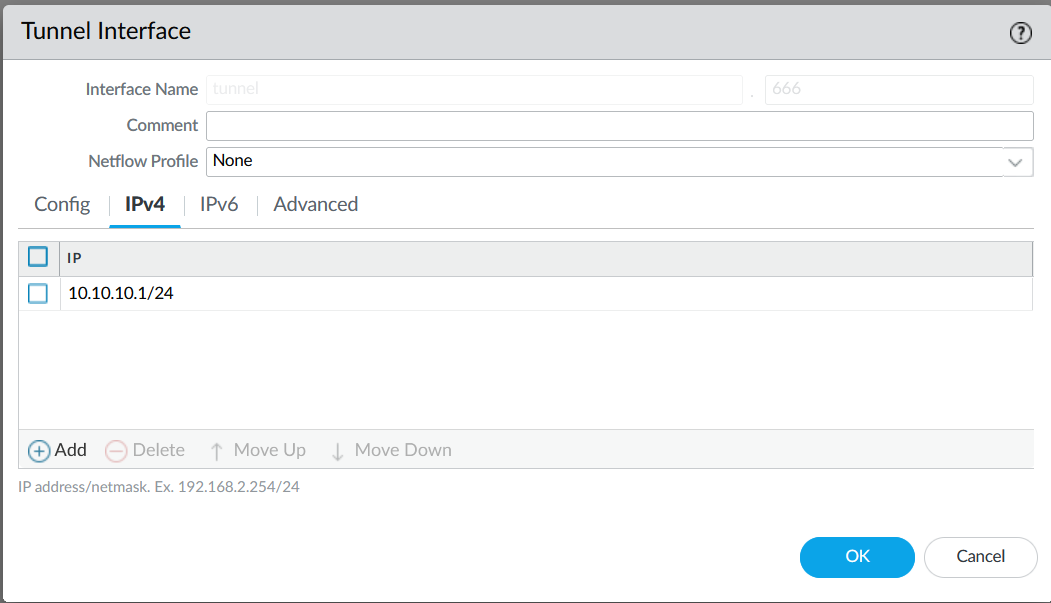 Tunnel Interface
Interface Name tunnel . 666
Comment
Netflow Profile None
Config IPv4 IPv6 Advanced
IP
10.10.10.1/24
Add Delete Move Up Move Down
IP address/netmask. Ex. 192.168.2.254/24
OK Cancel